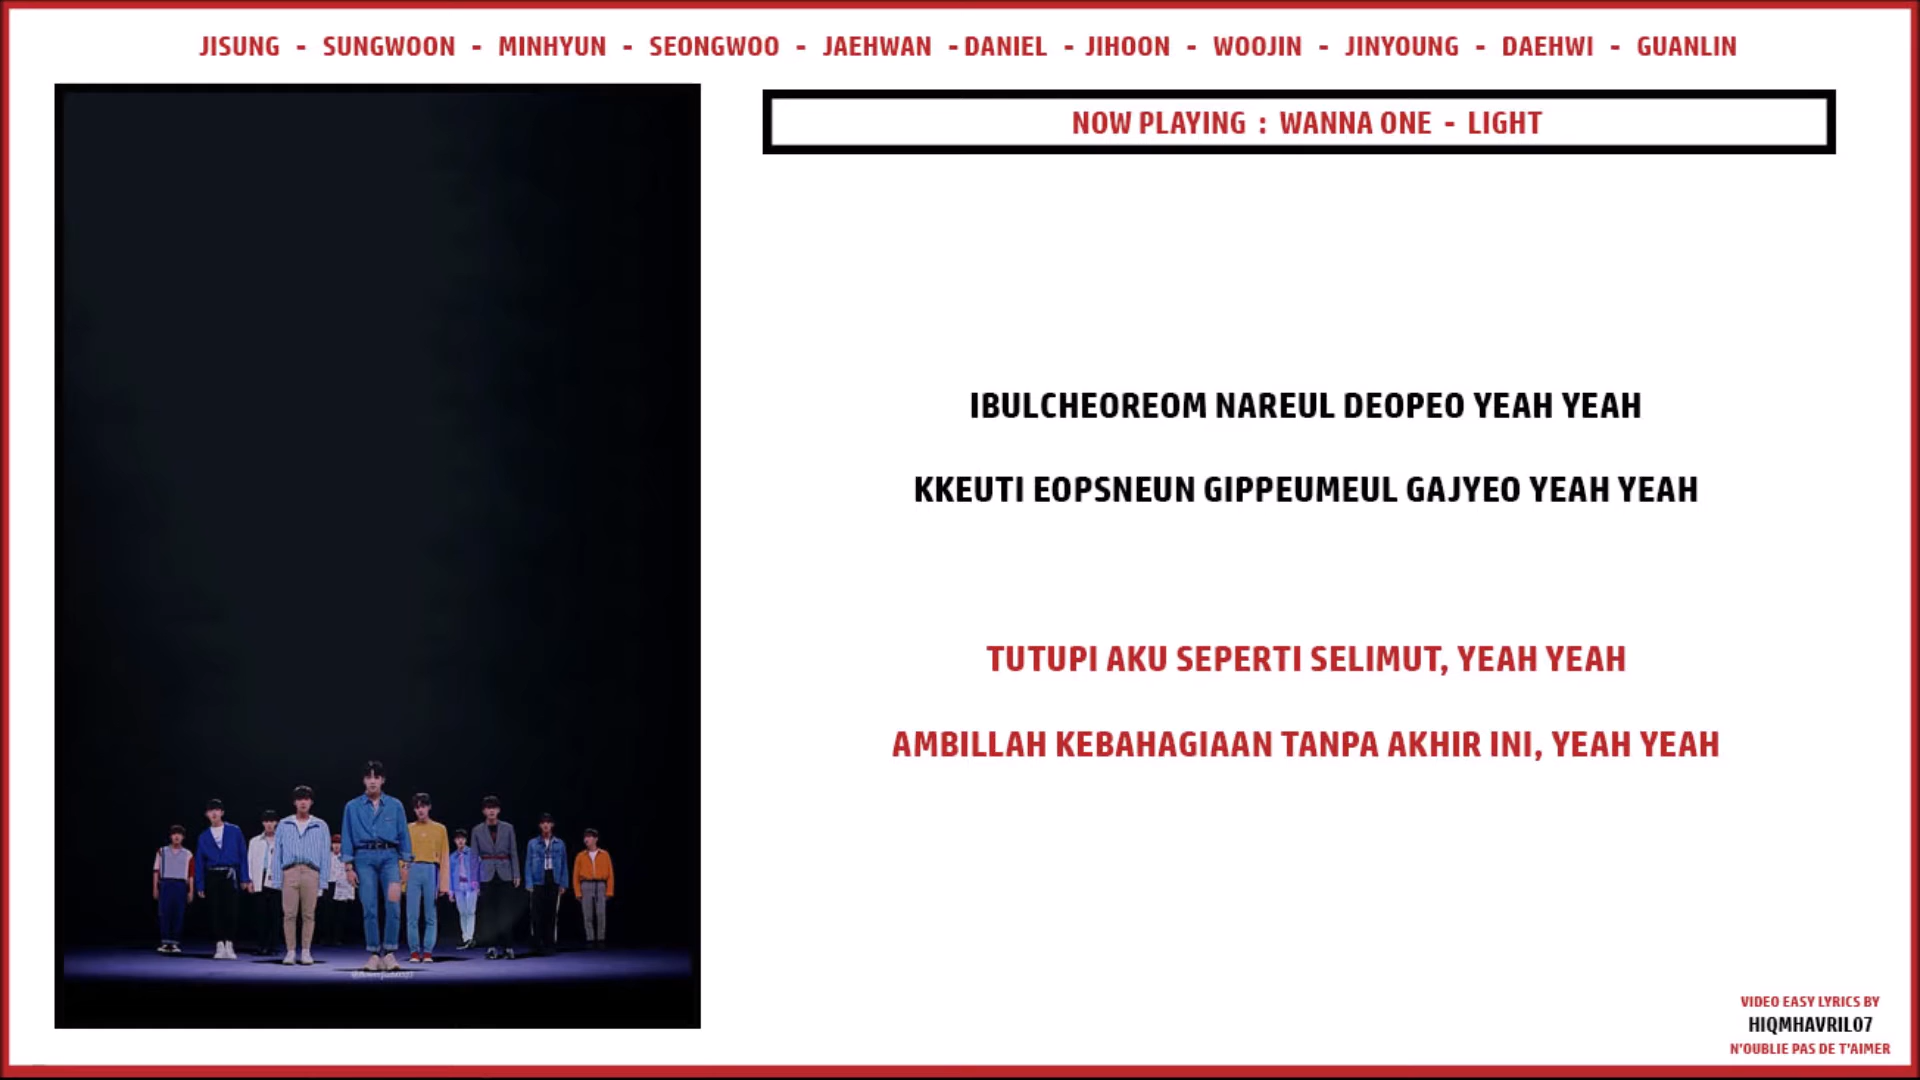 JISUNG - SUNGWOON - MINHYUN - SEONGWOO - JAEHWAN - DANIEL - JIHOON - WOOJIN - JINYOUNG - DAEHWI - GUANLIN
NOW PLAYING : WANNA ONE - LIGHT
IBULCHEOREOM NAREUL DEOPEO YEAH YEAH
KKEUTI EOPSNEUN GIPPEUMEUL GAJYEO YEAH YEAH
TUTUPI AKU SEPERTI SELIMUT, YEAH YEAH
AMBILLAH KEBAHAGIAAN TANPA AKHIR INI, YEAH YEAH
VIDEO EASY LYRICS BY
HIQMHAVRIL07
N'OUBLIE PAS DE T'AIMER